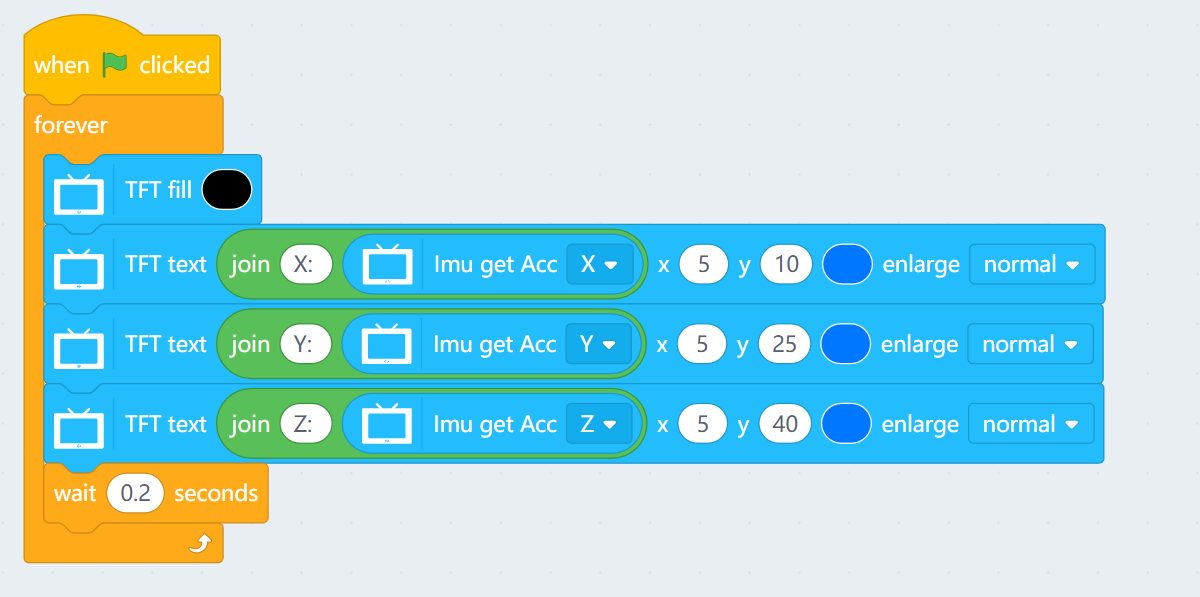 when clicked
forever
TFT fill
TFT text join X: Imu get Acc X x 5 y 10 enlarge normal
TFT text join Y: Imu get Acc Y x 5 y 25 enlarge normal
TFT text join Z: Imu get Acc Z x 5 y 40 enlarge normal
wait 0.2 seconds